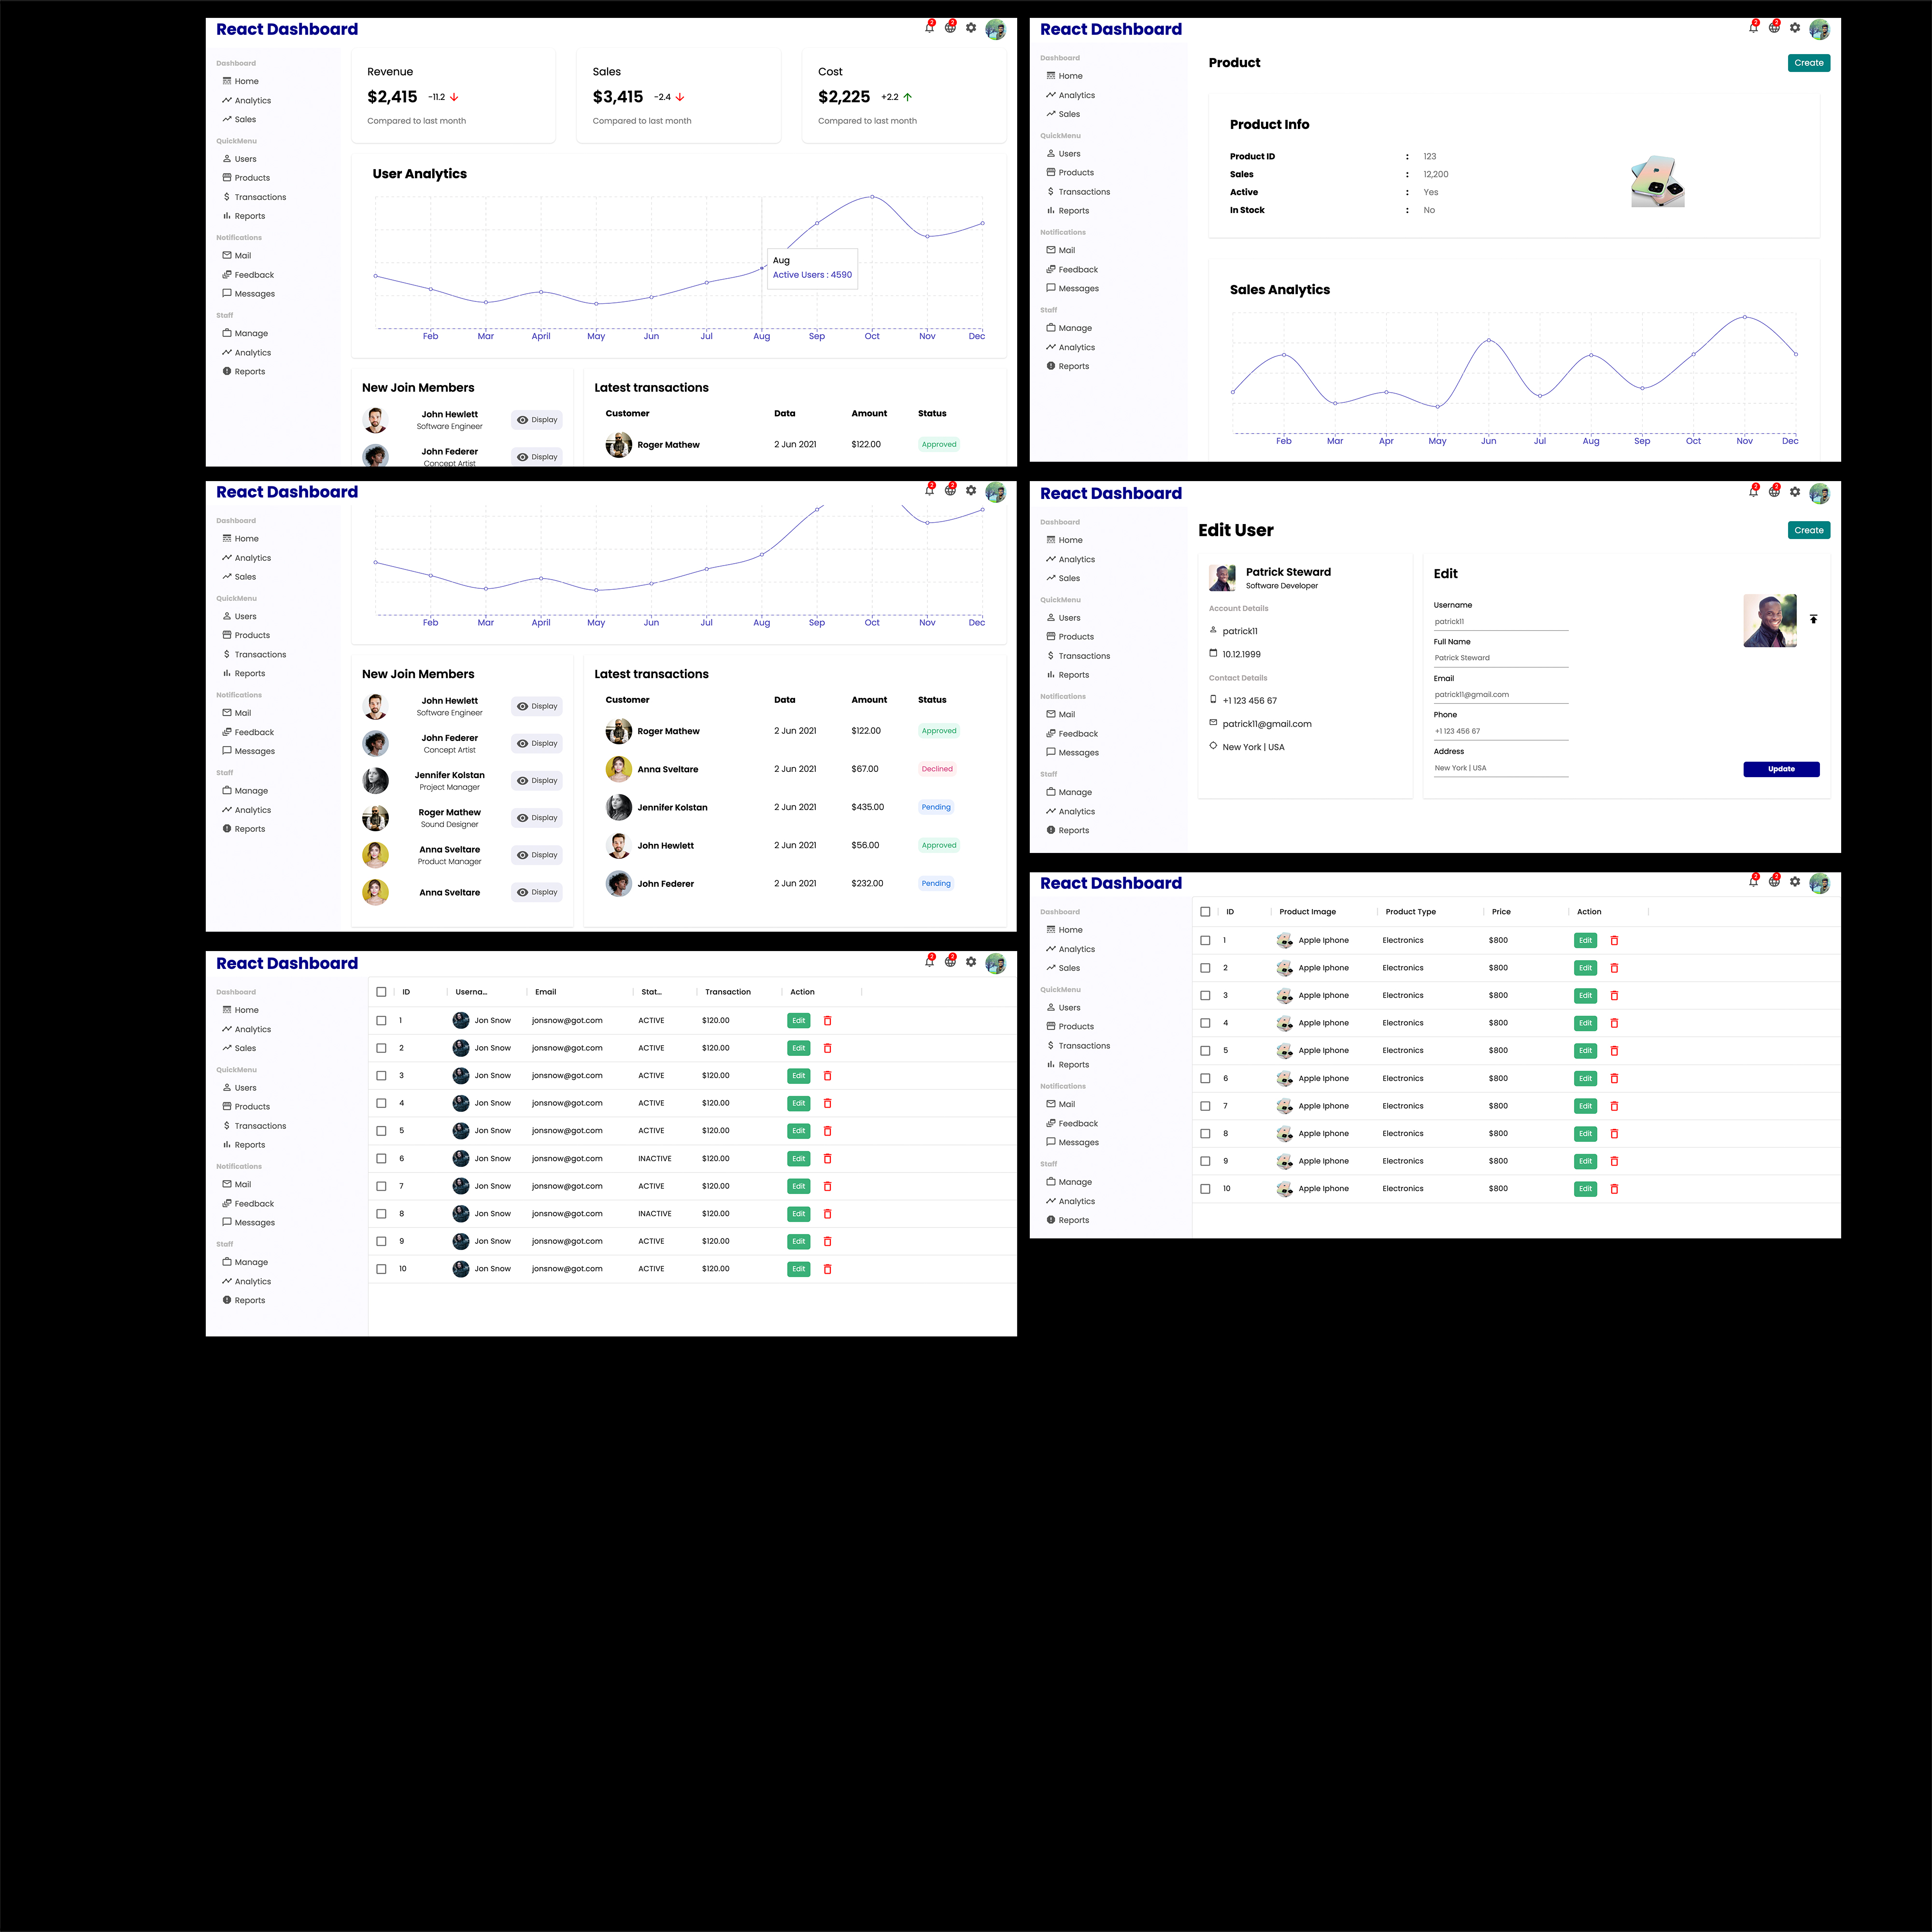 React Dashboard
2 2
Dashboard
Home
Analytics
Sales
QuickMenu
Users
Products
Transactions
Reports
Notifications
Mail
Feedback
Messages
Staff
Manage
Analytics
Reports
Revenue
$2,415 -11.2
Compared to last month
Sales
$3,415 -2.4
Compared to last month
Cost
$2,225 +2.2
Compared to last month
User Analytics
Aug
Active Users : 4590
Feb Mar April May Jun Jul Aug Sep Oct Nov Dec
New Join Members
John Hewlett
Software Engineer
Display
John Federer
Concept Artist
Display
Latest transactions
Customer Data Amount Status
Roger Mathew 2 Jun 2021 $122.00 Approved
React Dashboard
2 2
Dashboard
Home
Analytics
Sales
QuickMenu
Users
Products
Transactions
Reports
Notifications
Mail
Feedback
Messages
Staff
Manage
Analytics
Reports
Product
Create
Product Info
Product ID : 123
Sales : 12,200
Active : Yes
In Stock : No
Sales Analytics
Feb Mar Apr May Jun Jul Aug Sep Oct Nov Dec
React Dashboard
2 2
Dashboard
Home
Analytics
Sales
QuickMenu
Users
Products
Transactions
Reports
Notifications
Mail
Feedback
Messages
Staff
Manage
Analytics
Reports
Feb Mar April May Jun Jul Aug Sep Oct Nov Dec
New Join Members
John Hewlett
Software Engineer
Display
John Federer
Concept Artist
Display
Jennifer Kolstan
Project Manager
Display
Roger Mathew
Sound Designer
Display
Anna Sveltare
Product Manager
Display
Anna Sveltare
Display
Latest transactions
Customer Data Amount Status
Roger Mathew 2 Jun 2021 $122.00 Approved
Anna Sveltare 2 Jun 2021 $67.00 Declined
Jennifer Kolstan 2 Jun 2021 $435.00 Pending
John Hewlett 2 Jun 2021 $56.00 Approved
John Federer 2 Jun 2021 $232.00 Pending
React Dashboard
2 2
Dashboard
Home
Analytics
Sales
QuickMenu
Users
Products
Transactions
Reports
Notifications
Mail
Feedback
Messages
Staff
Manage
Analytics
Reports
Edit User
Create
Patrick Steward
Software Developer
Account Details
patrick11
10.12.1999
Contact Details
+1 123 456 67
patrick11@gmail.com
New York | USA
Edit
Username
patrick11
Full Name
Patrick Steward
Email
patrick11@gmail.com
Phone
+1 123 456 67
Address
New York | USA
Update
React Dashboard
2 2
Dashboard
Home
Analytics
Sales
QuickMenu
Users
Products
Transactions
Reports
Notifications
Mail
Feedback
Messages
Staff
Manage
Analytics
Reports
ID Userna... Email Stat... Transaction Action
1 Jon Snow jonsnow@got.com ACTIVE $120.00 Edit
2 Jon Snow jonsnow@got.com ACTIVE $120.00 Edit
3 Jon Snow jonsnow@got.com ACTIVE $120.00 Edit
4 Jon Snow jonsnow@got.com ACTIVE $120.00 Edit
5 Jon Snow jonsnow@got.com ACTIVE $120.00 Edit
6 Jon Snow jonsnow@got.com INACTIVE $120.00 Edit
7 Jon Snow jonsnow@got.com ACTIVE $120.00 Edit
8 Jon Snow jonsnow@got.com INACTIVE $120.00 Edit
9 Jon Snow jonsnow@got.com ACTIVE $120.00 Edit
10 Jon Snow jonsnow@got.com ACTIVE $120.00 Edit
React Dashboard
2 2
Dashboard
Home
Analytics
Sales
QuickMenu
Users
Products
Transactions
Reports
Notifications
Mail
Feedback
Messages
Staff
Manage
Analytics
Reports
ID Product Image Product Type Price Action
1 Apple Iphone Electronics $800 Edit
2 Apple Iphone Electronics $800 Edit
3 Apple Iphone Electronics $800 Edit
4 Apple Iphone Electronics $800 Edit
5 Apple Iphone Electronics $800 Edit
6 Apple Iphone Electronics $800 Edit
7 Apple Iphone Electronics $800 Edit
8 Apple Iphone Electronics $800 Edit
9 Apple Iphone Electronics $800 Edit
10 Apple Iphone Electronics $800 Edit